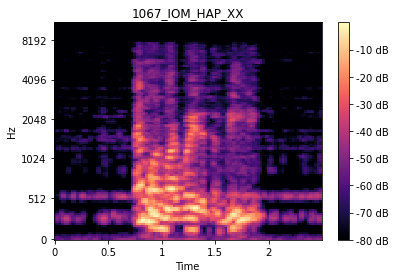 1067_IOM_HAP_XX
8192
4096
2048
1024
512
0
Hz
0
0.5
1
1.5
2
Time
-10 dB
-20 dB
-30 dB
-40 dB
-50 dB
-60 dB
-70 dB
-80 dB